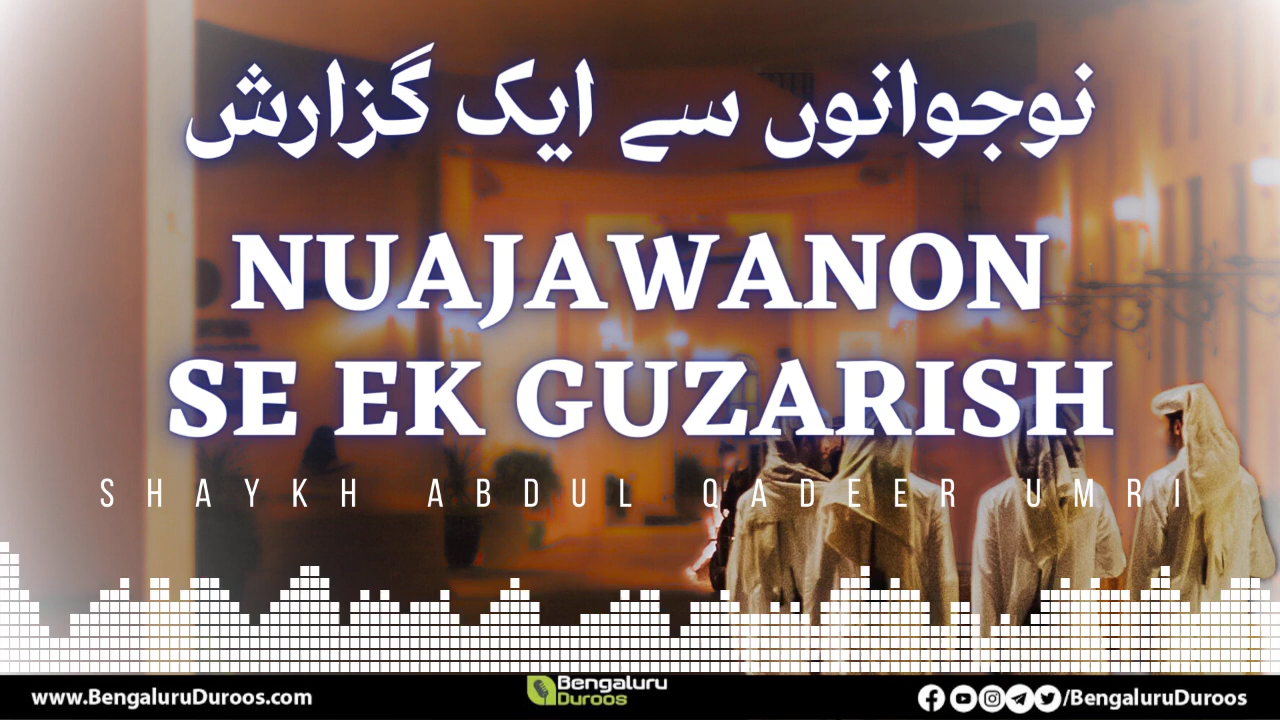 نوجوانوں سے ایک گزارش
NUAJAWANON
SE EK GUZARISH
SHAYKH ABDUL QADEER UMRI
www.BengaluruDuroos.com
Bengaluru
Duroos
/BengaluruDuroos